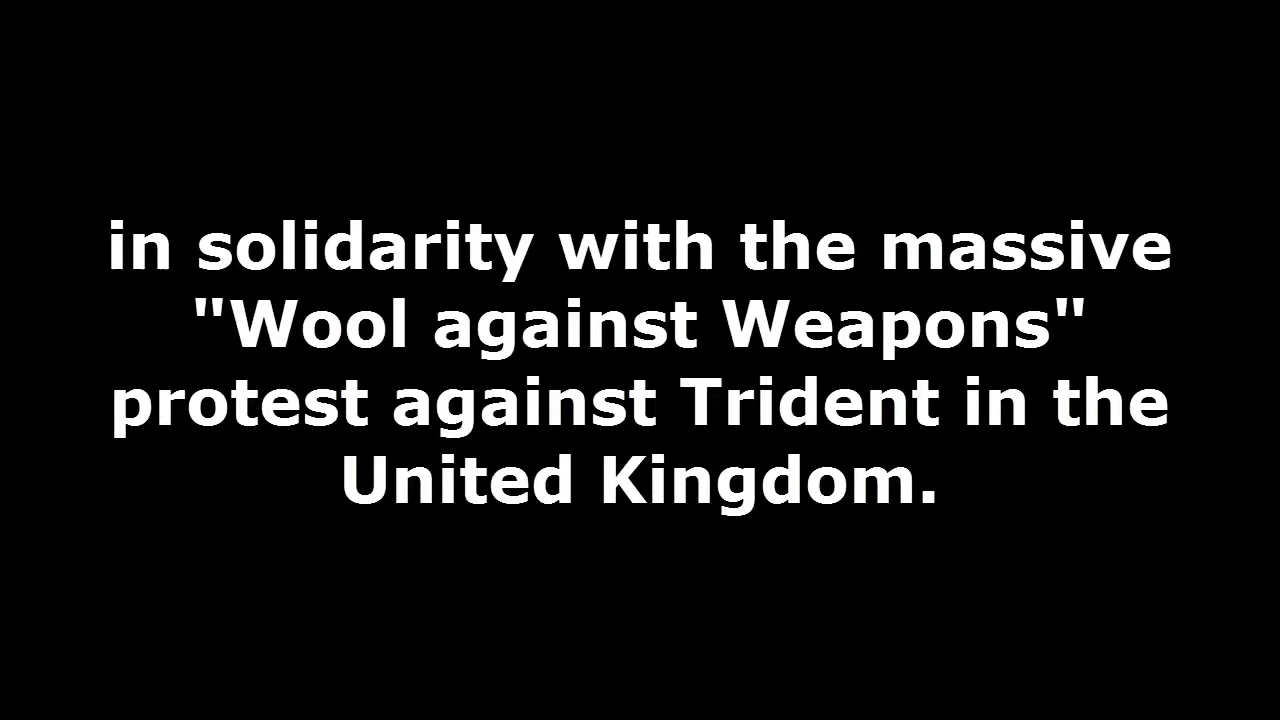 in solidarity with the massive
"Wool against Weapons"
protest against Trident in the
United Kingdom.